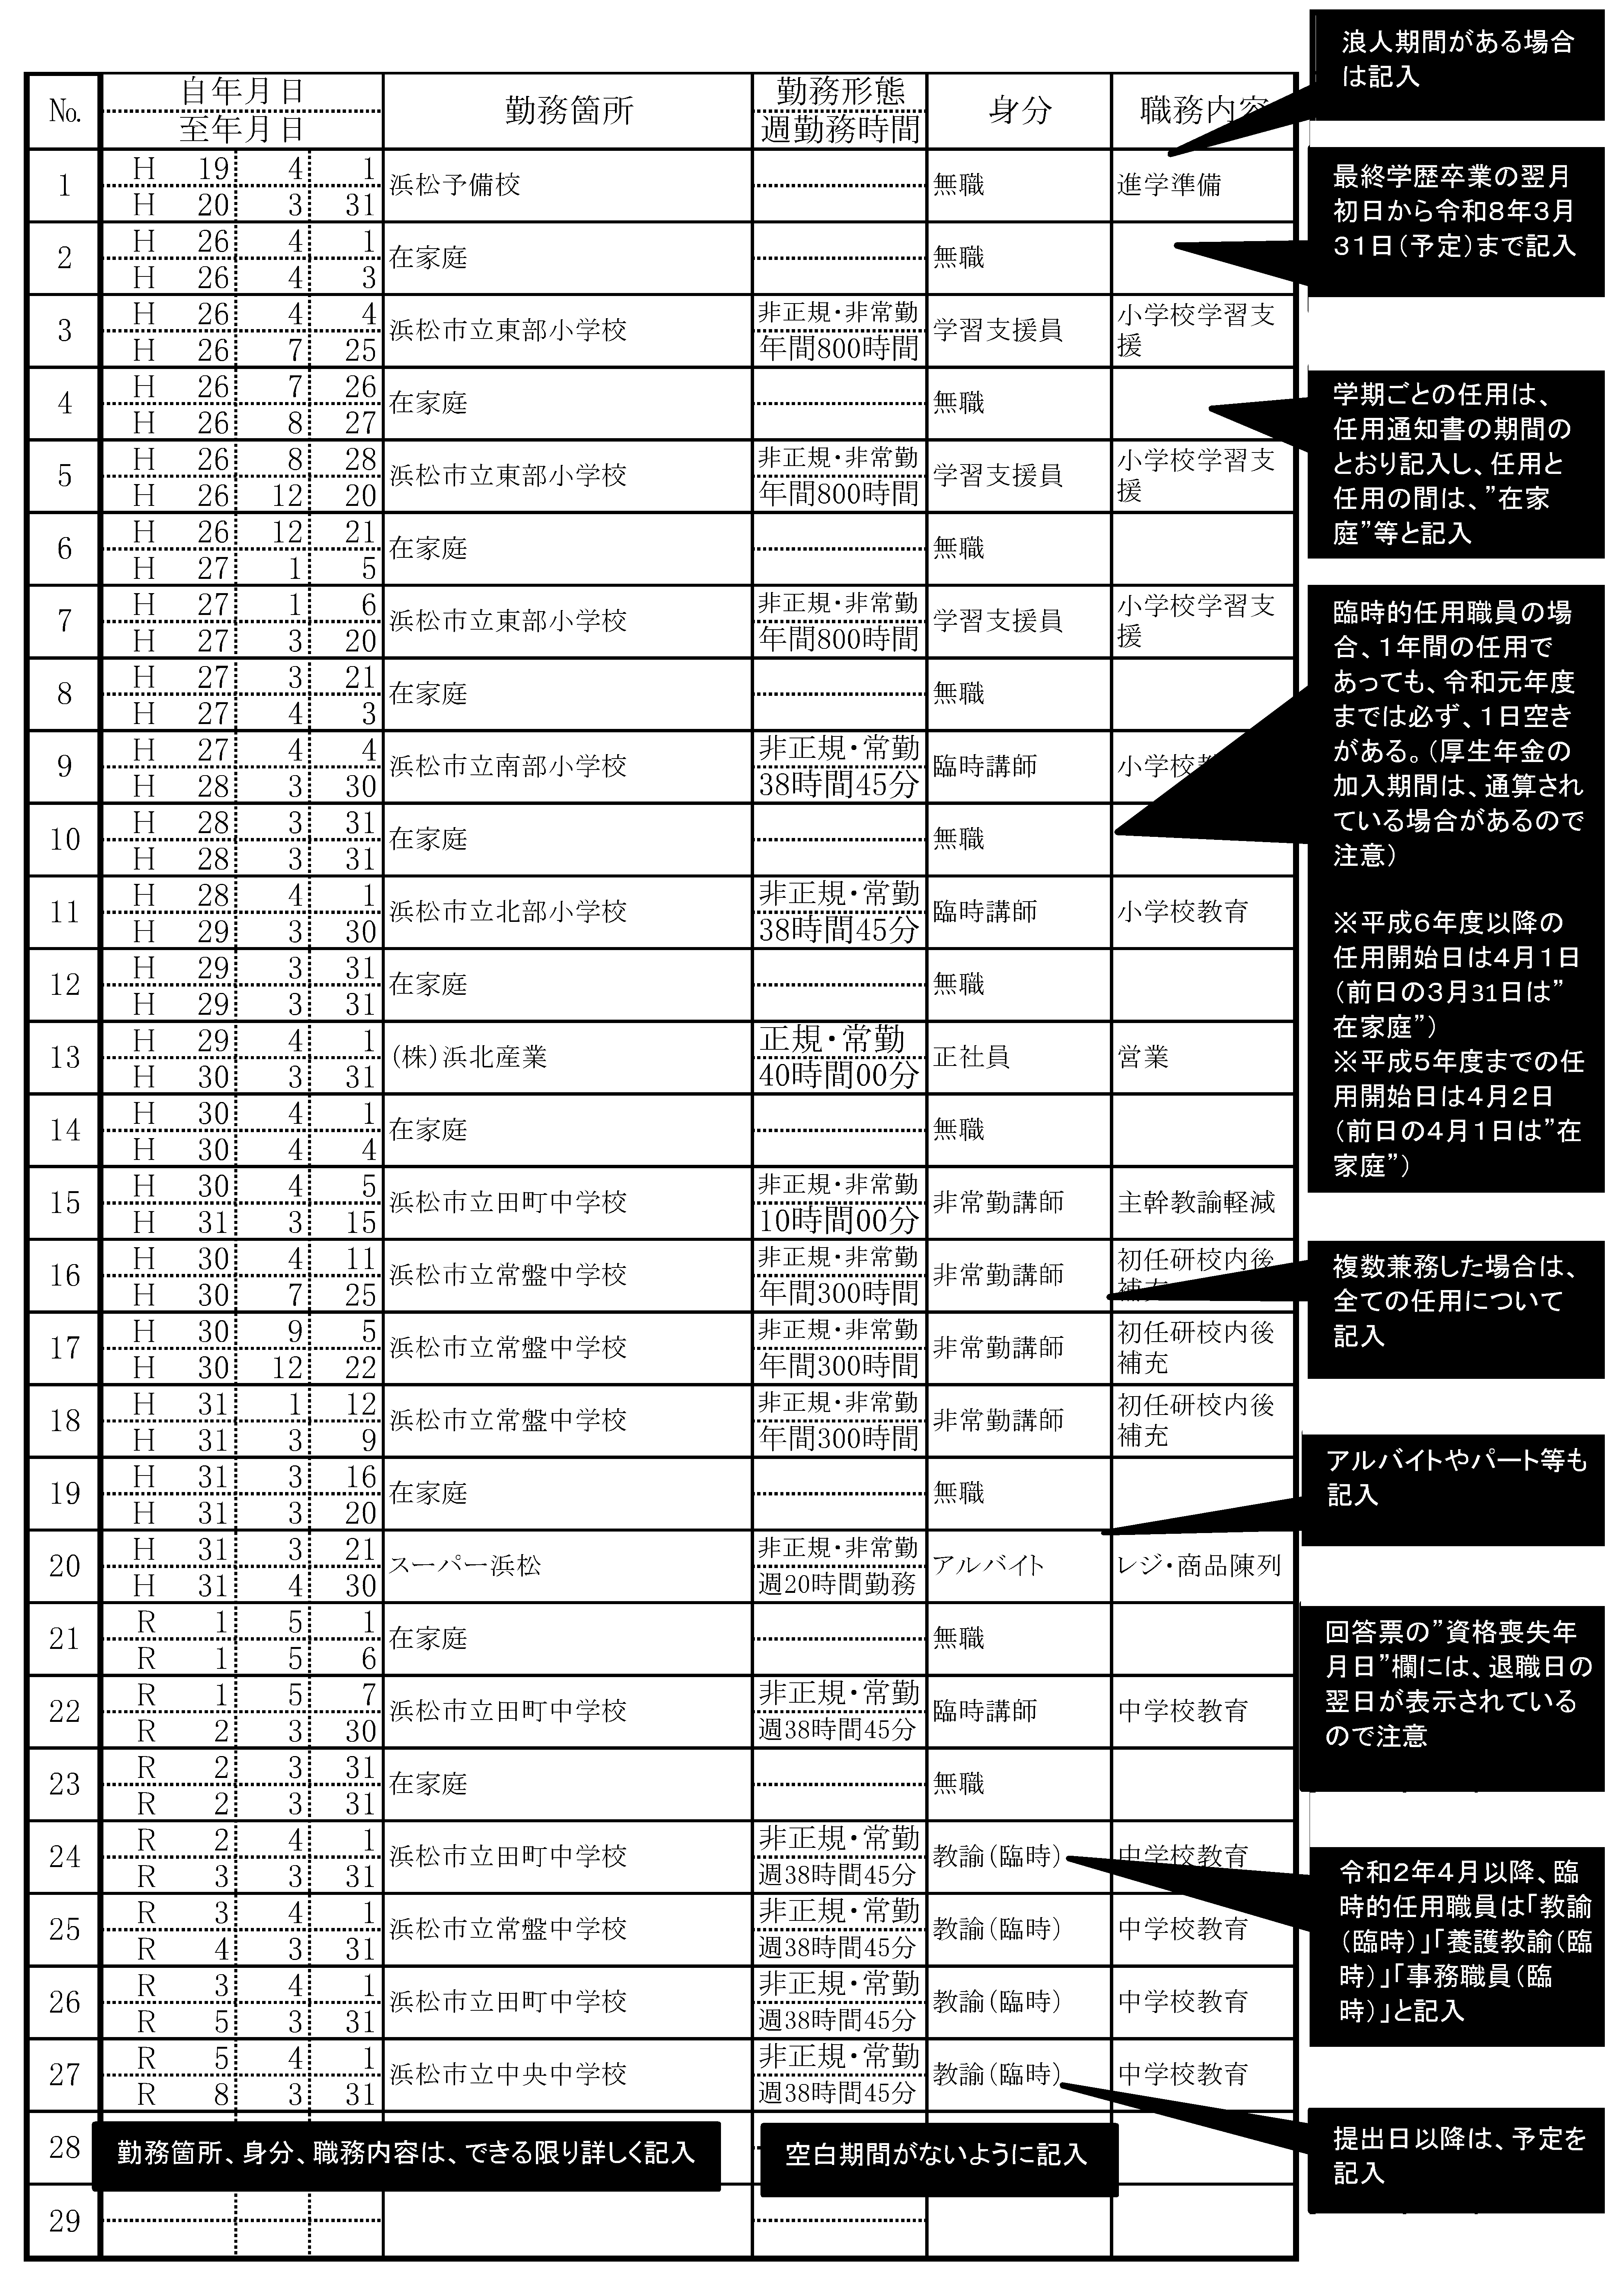 No.
自年月日
至年月日
勤務箇所
勤務形態
週勤務時間
身分
職務内容
1
H 19 4 1
H 20 3 31
浜松予備校
無職
進学準備
2
H 26 4 1
H 26 4 3
在家庭
無職
3
H 26 4 4
H 26 7 25
浜松市立東部小学校
非正規・非常勤
年間800時間
学習支援員
小学校学習支
援
4
H 26 7 26
H 26 8 27
在家庭
無職
5
H 26 8 28
H 26 12 20
浜松市立東部小学校
非正規・非常勤
年間800時間
学習支援員
小学校学習支
援
6
H 26 12 21
H 27 1 5
在家庭
無職
7
H 27 1 6
H 27 3 20
浜松市立東部小学校
非正規・非常勤
年間800時間
学習支援員
小学校学習支
援
8
H 27 3 21
H 27 4 3
在家庭
無職
9
H 27 4 4
H 28 3 30
浜松市立南部小学校
非正規・常勤
38時間45分
臨時講師
小学校
10
H 28 3 31
H 28 3 31
在家庭
無職
11
H 28 4 1
H 29 3 30
浜松市立北部小学校
非正規・常勤
38時間45分
臨時講師
小学校教育
12
H 29 3 31
H 29 3 31
在家庭
無職
13
H 29 4 1
H 30 3 31
(株)浜北産業
正規・常勤
40時間00分
正社員
営業
14
H 30 4 1
H 30 4 4
在家庭
無職
15
H 30 4 5
H 31 3 15
浜松市立田町中学校
非正規・非常勤
10時間00分
非常勤講師
主幹教諭軽減
16
H 30 4 11
H 30 7 25
浜松市立常盤中学校
非正規・非常勤
年間300時間
非常勤講師
初任研校内後
補充
17
H 30 9 5
H 30 12 22
浜松市立常盤中学校
非正規・非常勤
年間300時間
非常勤講師
初任研校内後
補充
18
H 31 1 12
H 31 3 9
浜松市立常盤中学校
非正規・非常勤
年間300時間
非常勤講師
初任研校内後
補充
19
H 31 3 16
H 31 3 20
在家庭
無職
20
H 31 3 21
H 31 4 30
スーパー浜松
非正規・非常勤
週20時間勤務
アルバイト
レジ・商品陳列
21
R 1 5 1
R 1 5 6
在家庭
無職
22
R 1 5 7
R 2 3 30
浜松市立田町中学校
非正規・常勤
週38時間45分
臨時講師
中学校教育
23
R 2 3 31
R 2 3 31
在家庭
無職
24
R 2 4 1
R 3 3 31
浜松市立田町中学校
非正規・常勤
週38時間45分
教諭(臨時)
中学校教育
25
R 3 4 1
R 4 3 31
浜松市立常盤中学校
非正規・常勤
週38時間45分
教諭(臨時)
中学校教育
26
R 3 4 1
R 5 3 31
浜松市立田町中学校
非正規・常勤
週38時間45分
教諭(臨時)
中学校教育
27
R 5 4 1
R 8 3 31
浜松市立中央中学校
非正規・常勤
週38時間45分
教諭(臨時)
中学校教育
28
勤務箇所、身分、職務内容は、できる限り詳しく記入
空白期間がないように記入
29
浪人期間がある場合
は記入
最終学歴卒業の翌月
初日から令和8年3月
31日(予定)まで記入
学期ごとの任用は、
任用通知書の期間の
とおり記入し、任用と
任用の間は、”在家
庭”等と記入
臨時的任用職員の場
合、1年間の任用で
あっても、令和元年度
までは必ず、1日空き
がある。(厚生年金の
加入期間は、通算され
ている場合があるので
注意)
※平成6年度以降の
任用開始日は4月1日
(前日の3月31日は”
在家庭”)
※平成5年度までの任
用開始日は4月2日
(前日の4月1日は”在
家庭”)
複数兼務した場合は、
全ての任用について
記入
アルバイトやパート等も
記入
回答票の”資格喪失年
月日”欄には、退職日の
翌日が表示されている
ので注意
令和2年4月以降、臨
時的任用職員は「教諭
(臨時)」「養護教諭(臨
時)」「事務職員(臨
時)」と記入
提出日以降は、予定を
記入